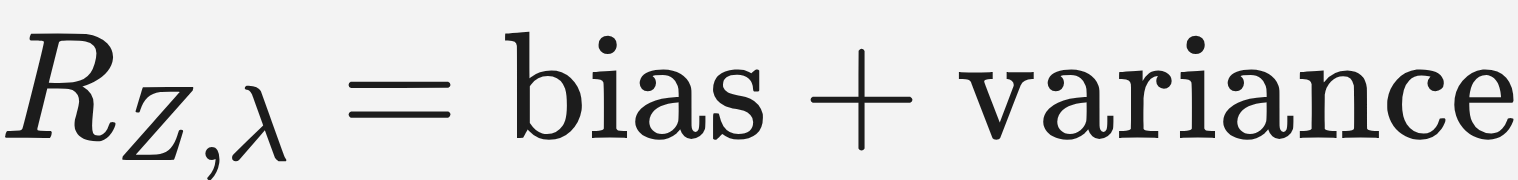 R_{Z,λ} = bias + variance